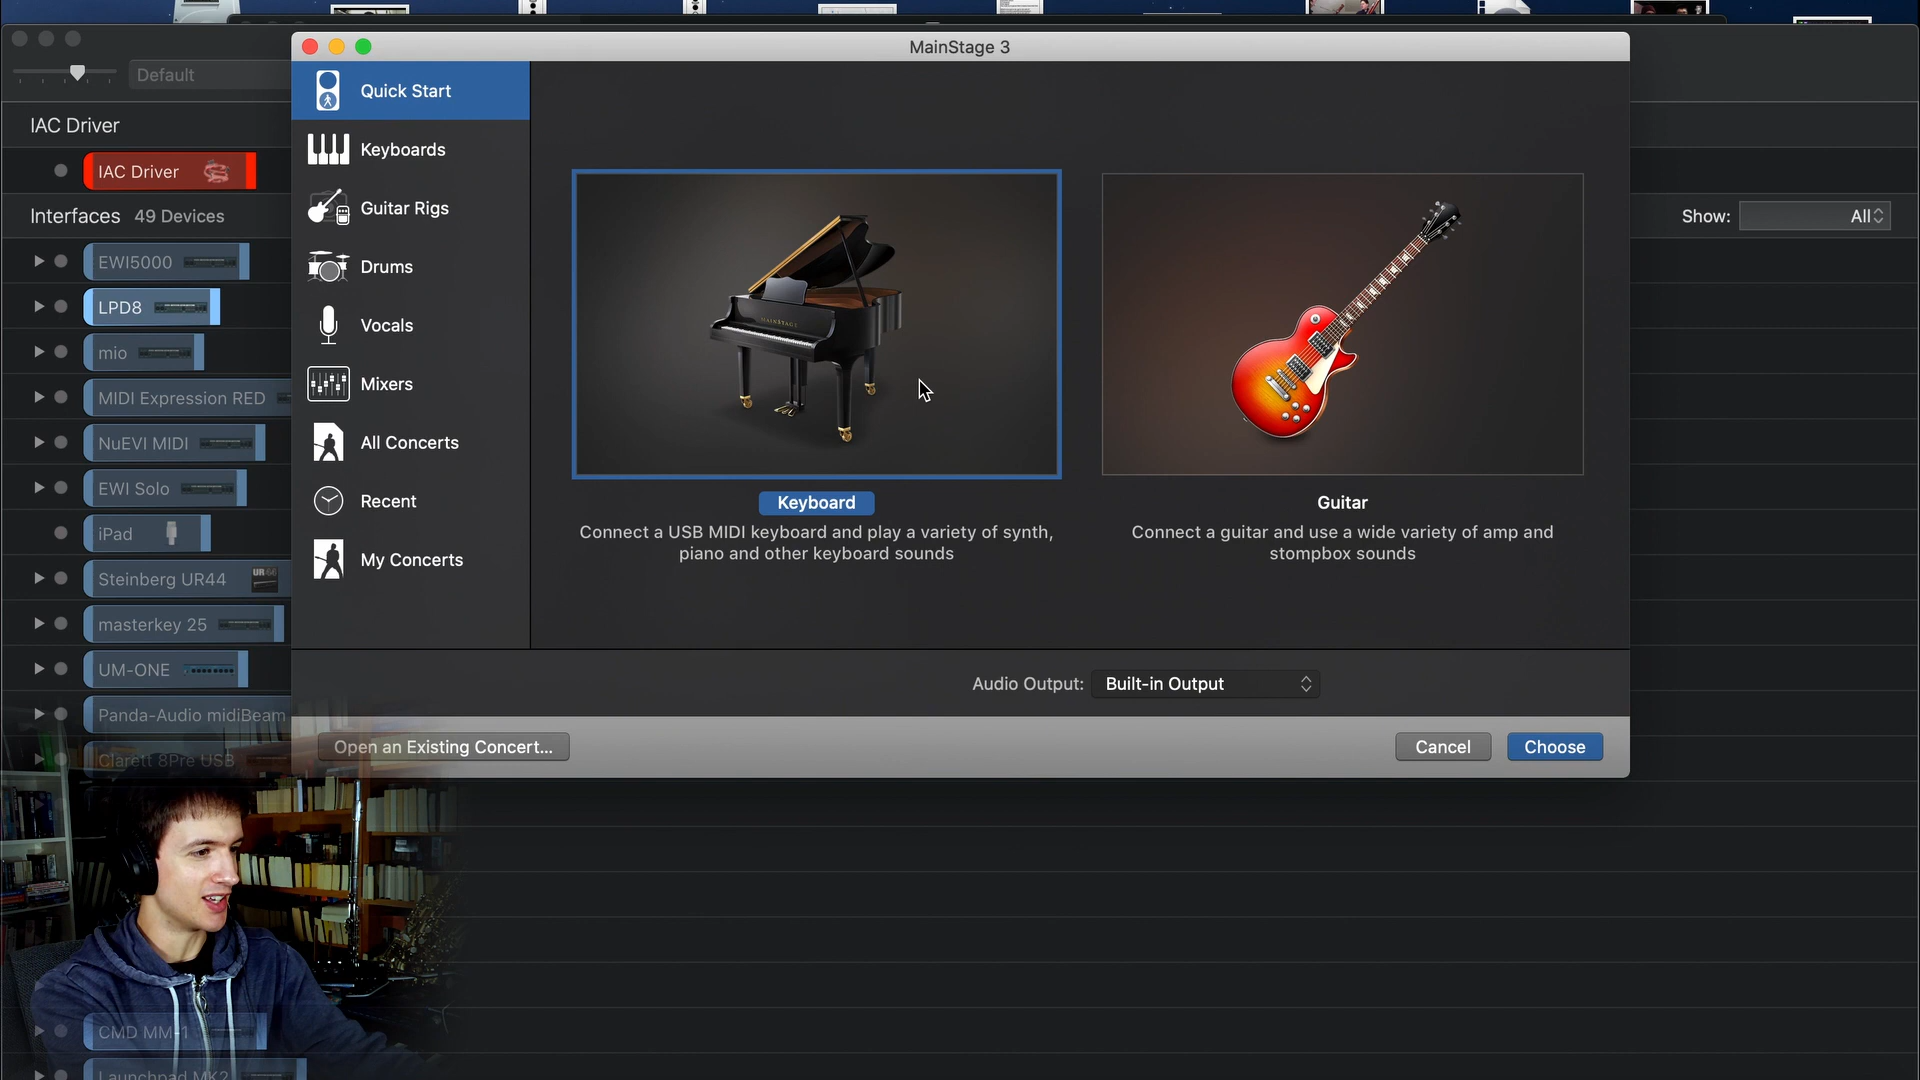 MainStage 3
Default
IAC Driver
IAC Driver
Interfaces 49 Devices
Show: All
EWI5000
LPD8
mio
MIDI Expression RED
NuEVI MIDI
EWI Solo
iPad
Steinberg UR44
masterkey 25
UM-ONE
Panda-Audio midiBeam
Clarett 8Pre USB
CMD MM-1
Launchpad MK2
Quick Start
Keyboards
Guitar Rigs
Drums
Vocals
Mixers
All Concerts
Recent
My Concerts
MAINSTAGE
Keyboard
Connect a USB MIDI keyboard and play a variety of synth,
piano and other keyboard sounds
Guitar
Connect a guitar and use a wide variety of amp and
stompbox sounds
Audio Output: Built-in Output
Open an Existing Concert...
Cancel
Choose